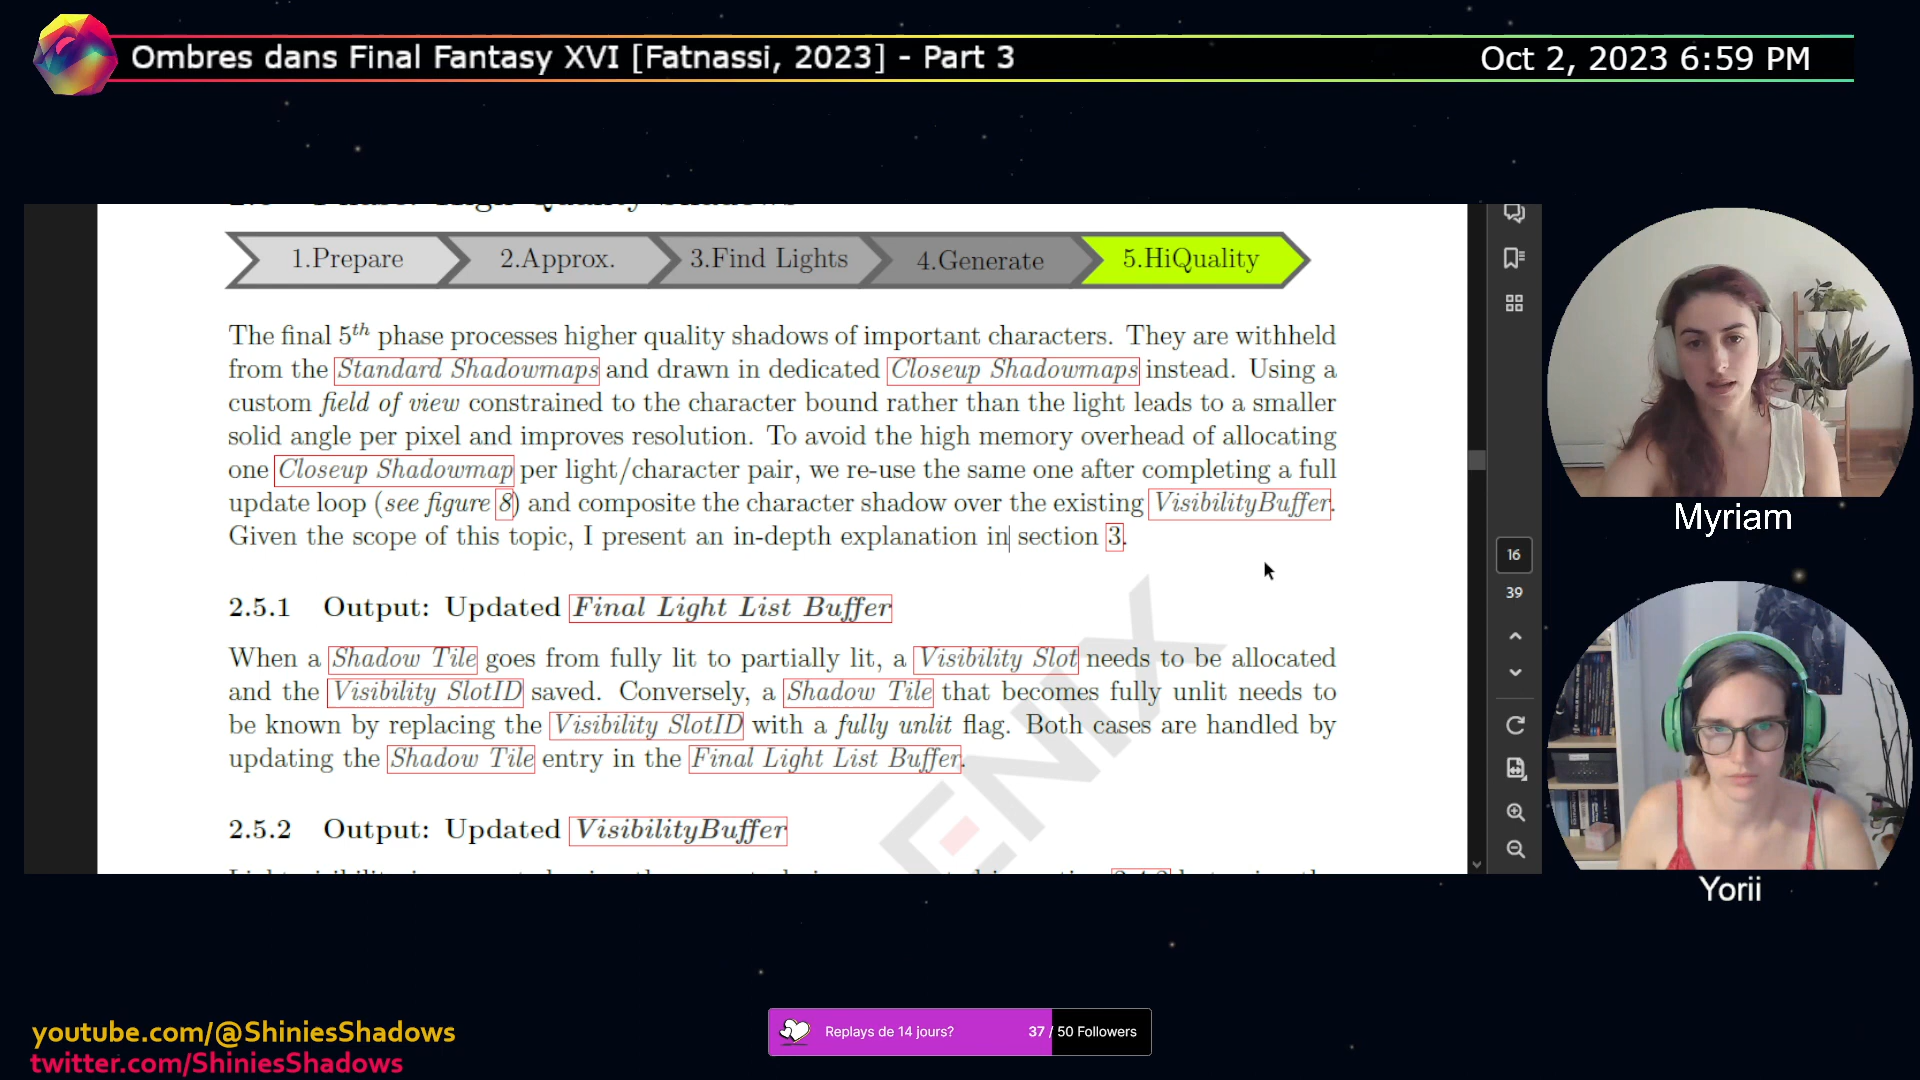 Ombres dans Final Fantasy XVI [Fatnassi, 2023] - Part 3
Oct 2, 2023 6:59 PM
1.Prepare
2.Approx.
3.Find Lights
4.Generate
5.HiQuality
The final 5th phase processes higher quality shadows of important characters. They are withheld
from the Standard Shadowmaps and drawn in dedicated Closeup Shadowmaps instead. Using a
custom field of view constrained to the character bound rather than the light leads to a smaller
solid angle per pixel and improves resolution. To avoid the high memory overhead of allocating
one Closeup Shadowmap per light/character pair, we re-use the same one after completing a full
update loop (see figure 8) and composite the character shadow over the existing VisibilityBuffer.
Given the scope of this topic, I present an in-depth explanation in section 3.
2.5.1 Output: Updated Final Light List Buffer
When a Shadow Tile goes from fully lit to partially lit, a Visibility Slot needs to be allocated
and the Visibility SlotID saved. Conversely, a Shadow Tile that becomes fully unlit needs to
be known by replacing the Visibility SlotID with a fully unlit flag. Both cases are handled by
updating the Shadow Tile entry in the Final Light List Buffer.
2.5.2 Output: Updated VisibilityBuffer
ENIX
16
39
Myriam
Yorii
youtube.com/@ShiniesShadows
twitter.com/ShiniesShadows
Replays de 14 jours?
37 / 50 Followers